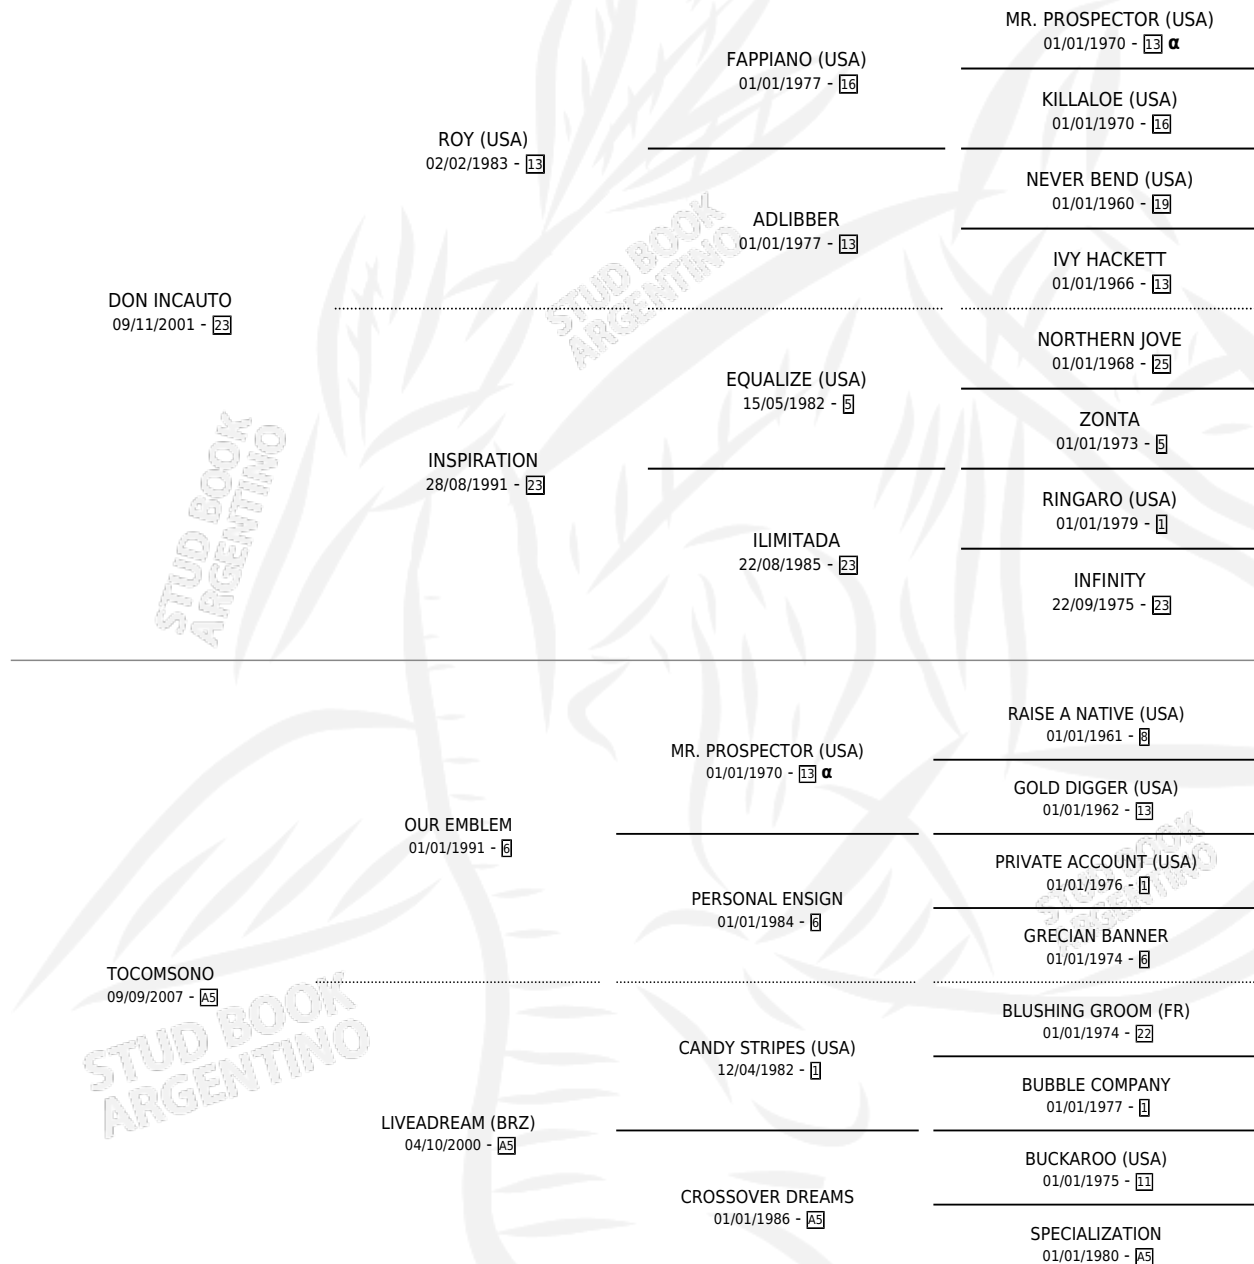 MR. PROSPECTOR (USA)
01/01/1970 - 13 α
FAPPIANO (USA)
01/01/1977 - 16
KILLALOE (USA)
01/01/1970 - 16
ROY (USA)
02/02/1983 - 13
NEVER BEND (USA)
01/01/1960 - 19
ADLIBBER
01/01/1977 - 13
IVY HACKETT
01/01/1966 - 13
DON INCAUTO
09/11/2001 - 23
NORTHERN JOVE
01/01/1968 - 25
EQUALIZE (USA)
15/05/1982 - 5
ZONTA
01/01/1973 - 5
INSPIRATION
28/08/1991 - 23
RINGARO (USA)
01/01/1979 - 1
ILIMITADA
22/08/1985 - 23
INFINITY
22/09/1975 - 23
STUD BOOK
ARGENTINO
STUD BOOK
ARGENTINO
RAISE A NATIVE (USA)
01/01/1961 - 8
MR. PROSPECTOR (USA)
01/01/1970 - 13 α
GOLD DIGGER (USA)
01/01/1962 - 13
OUR EMBLEM
01/01/1991 - 6
PRIVATE ACCOUNT (USA)
01/01/1976 - 1
PERSONAL ENSIGN
01/01/1984 - 6
GRECIAN BANNER
01/01/1974 - 6
TOCOMSONO
09/09/2007 - A5
BLUSHING GROOM (FR)
01/01/1974 - 22
CANDY STRIPES (USA)
12/04/1982 - 1
BUBBLE COMPANY
01/01/1977 - 1
LIVEADREAM (BRZ)
04/10/2000 - A5
BUCKAROO (USA)
01/01/1975 - 11
CROSSOVER DREAMS
01/01/1986 - A5
SPECIALIZATION
01/01/1980 - A5
STUD BOOK
ARGENTINO
STUD BOOK
ARGENTINO